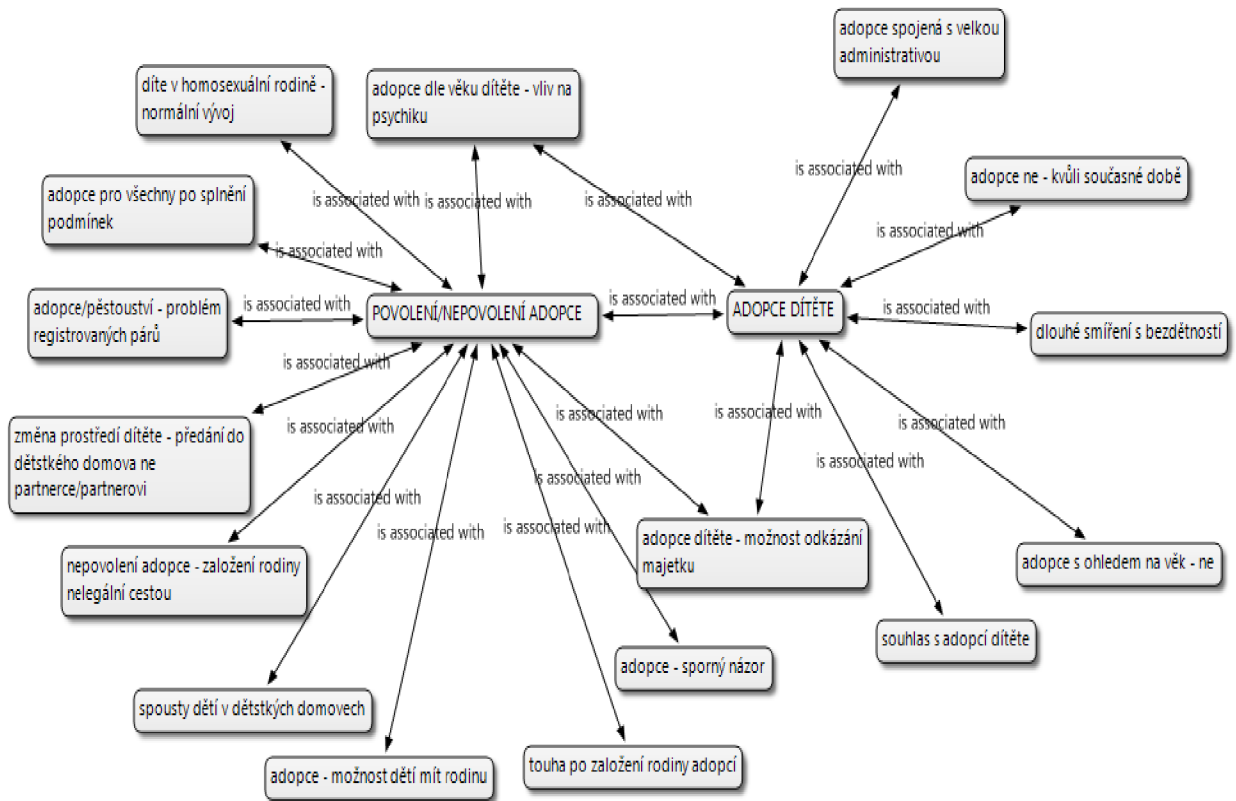 adopce spojená s velkou
administrativou
díte v homosexuální rodině -
normální vývoj
adopce dle věku dítěte - vliv na
psychiku
is associated with
adopce ne - kvůli současné době
adopce pro všechny po splnění
podmínek
is associated with
is associated with
is associated with
is associated with
is associated with
adopce/pěstouství - problém
registrovaných párů
is associated with
POVOLENÍ/NEPOVOLENÍ ADOPCE
is associated with
ADOPCE DÍTĚTE
is associated with
dlouhé smíření s bezdětností
is associated with
změna prostředí dítěte - předání do
dětstkého domova ne
partnerce/partnerovi
is associated with
is associated with
is associated with
is associated with
is associated with
is associated with
is associated with
is associated with
is associated with
is associated with
adopce dítěte - možnost odkázání
majetku
nepovolení adopce - založení rodiny
nelegální cestou
adopce s ohledem na věk - ne
souhlas s adopcí dítěte
adopce - sporný názor
spousty dětí v dětstkých domovech
touha po založení rodiny adopcí
adopce - možnost dětí mít rodinu